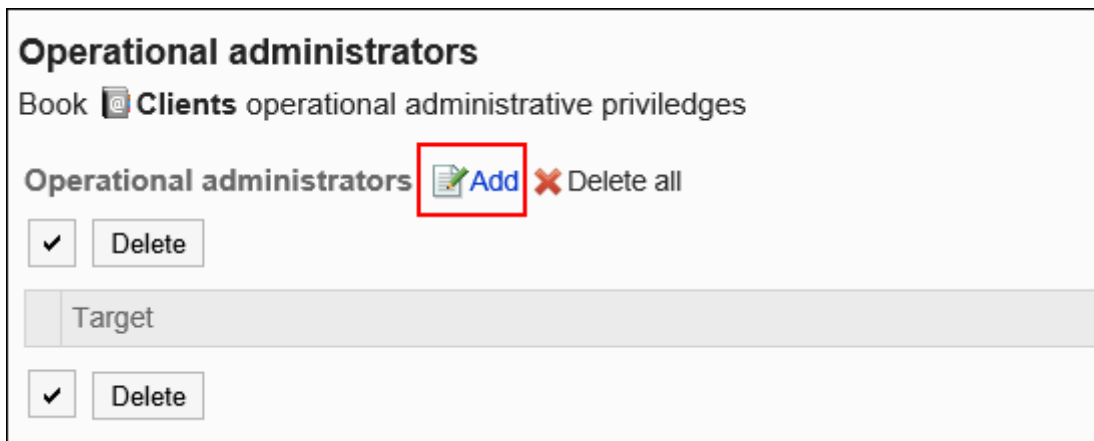 Operational administrators
Book Clients operational administrative priviledges
Operational administrators Add Delete all
Delete
Target
Delete